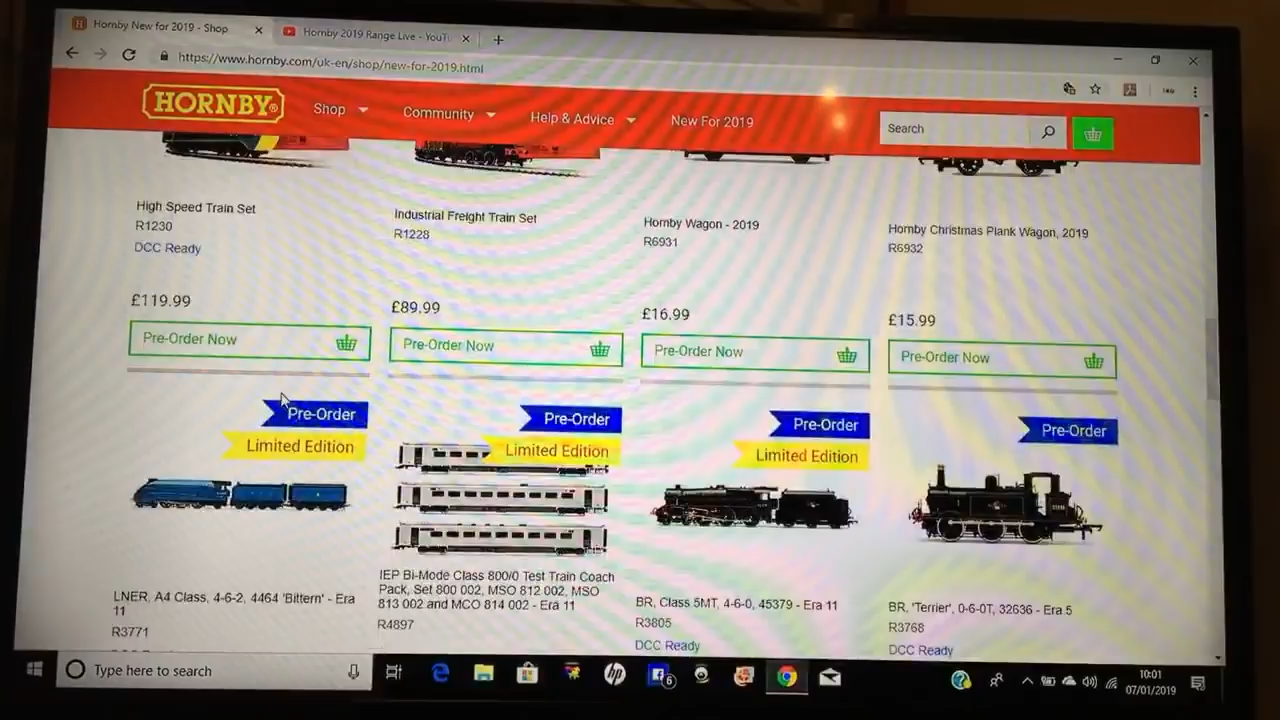 Hornby New for 2019 - Shop
Hornby 2019 Range Live - YouTu
https://www.hornby.com/uk-en/shop/new-for-2019.html
HORNBY®
Shop
Community
Help & Advice
New For 2019
Search
High Speed Train Set
R1230
DCC Ready
£119.99
Pre-Order Now
Industrial Freight Train Set
R1228
£89.99
Pre-Order Now
Hornby Wagon - 2019
R6931
£16.99
Pre-Order Now
Hornby Christmas Plank Wagon, 2019
R6932
£15.99
Pre-Order Now
Pre-Order
Limited Edition
LNER, A4 Class, 4-6-2, 4464 'Bittern' - Era
11
R3771
Pre-Order
Limited Edition
IEP Bi-Mode Class 800/0 Test Train Coach
Pack, Set 800 002, MSO 812 002, MSO
813 002 and MCO 814 002 - Era 11
R4897
Pre-Order
Limited Edition
BR, Class 5MT, 4-6-0, 45379 - Era 11
R3805
DCC Ready
Pre-Order
BR, 'Terrier', 0-6-0T, 32636 - Era 5
R3768
DCC Ready
Type here to search
hp
6
10:01
07/01/2019